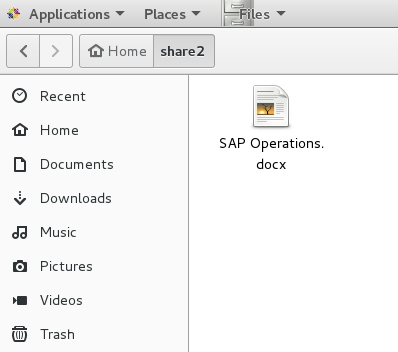 Applications Places Files
Home share2
Recent
Home
Documents
Downloads
Music
Pictures
Videos
Trash
SAP Operations.
docx